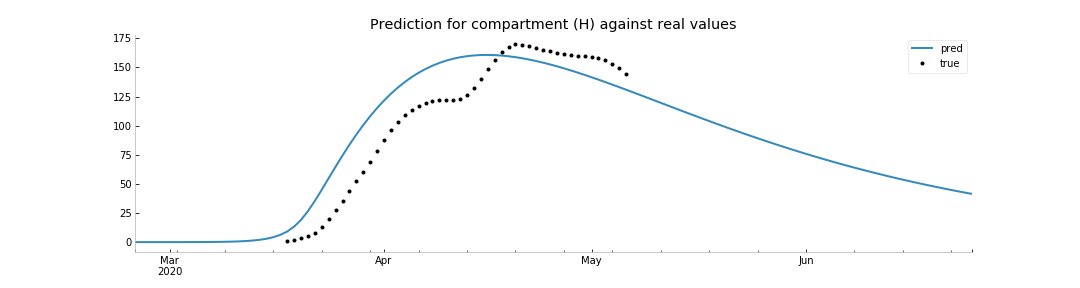 Prediction for compartment (H) against real values
175
150
125
100
75
50
25
0
pred
true
Mar
2020
Apr
May
Jun